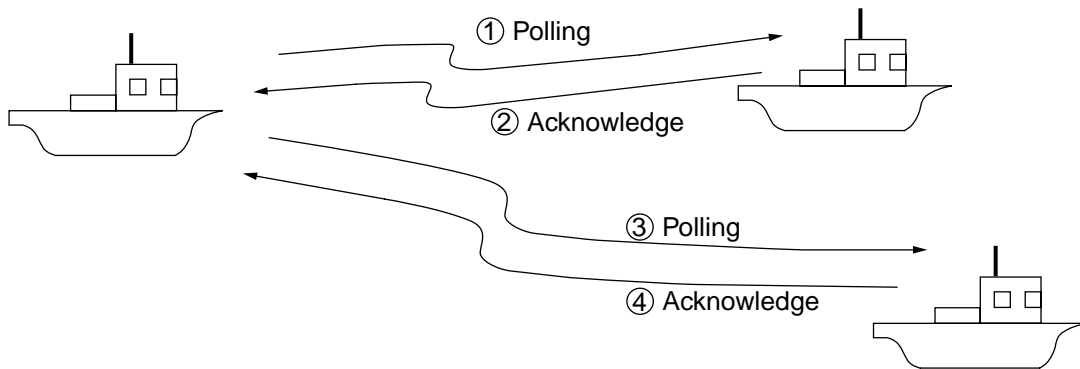 ① Polling
② Acknowledge
③ Polling
④ Acknowledge